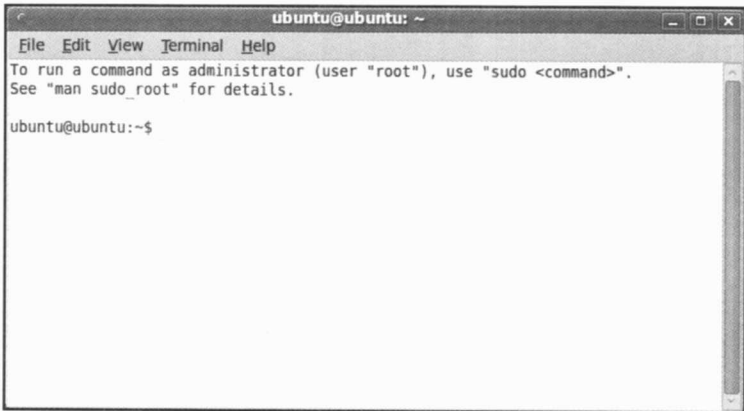 ubuntu@ubuntu: ~
File Edit View Terminal Help
To run a command as administrator (user "root"), use "sudo <command>".
See "man sudo_root" for details.
ubuntu@ubuntu:~$